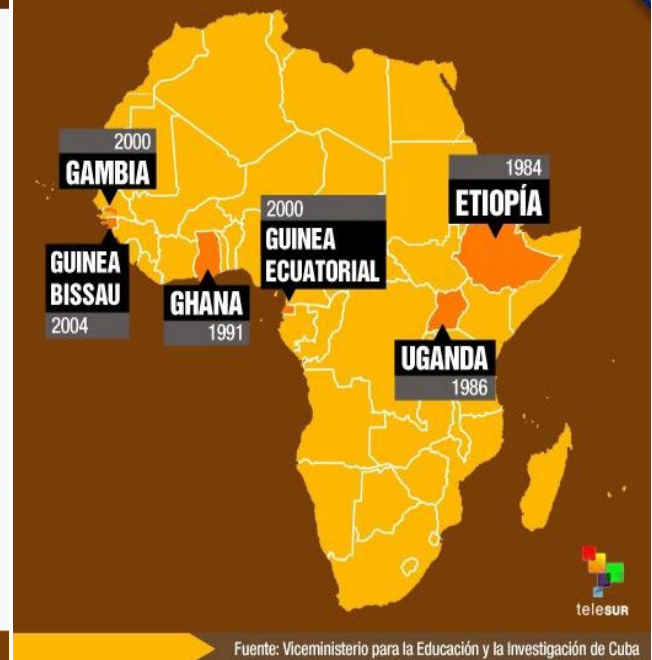 2000
GAMBIA
1984
ETIOPÍA
2000
GUINEA
ECUATORIAL
GUINEA
BISSAU
2004
GHANA
1991
UGANDA
1986
teleSUR
Fuente: Viceministerio para la Educación y la Investigación de Cuba